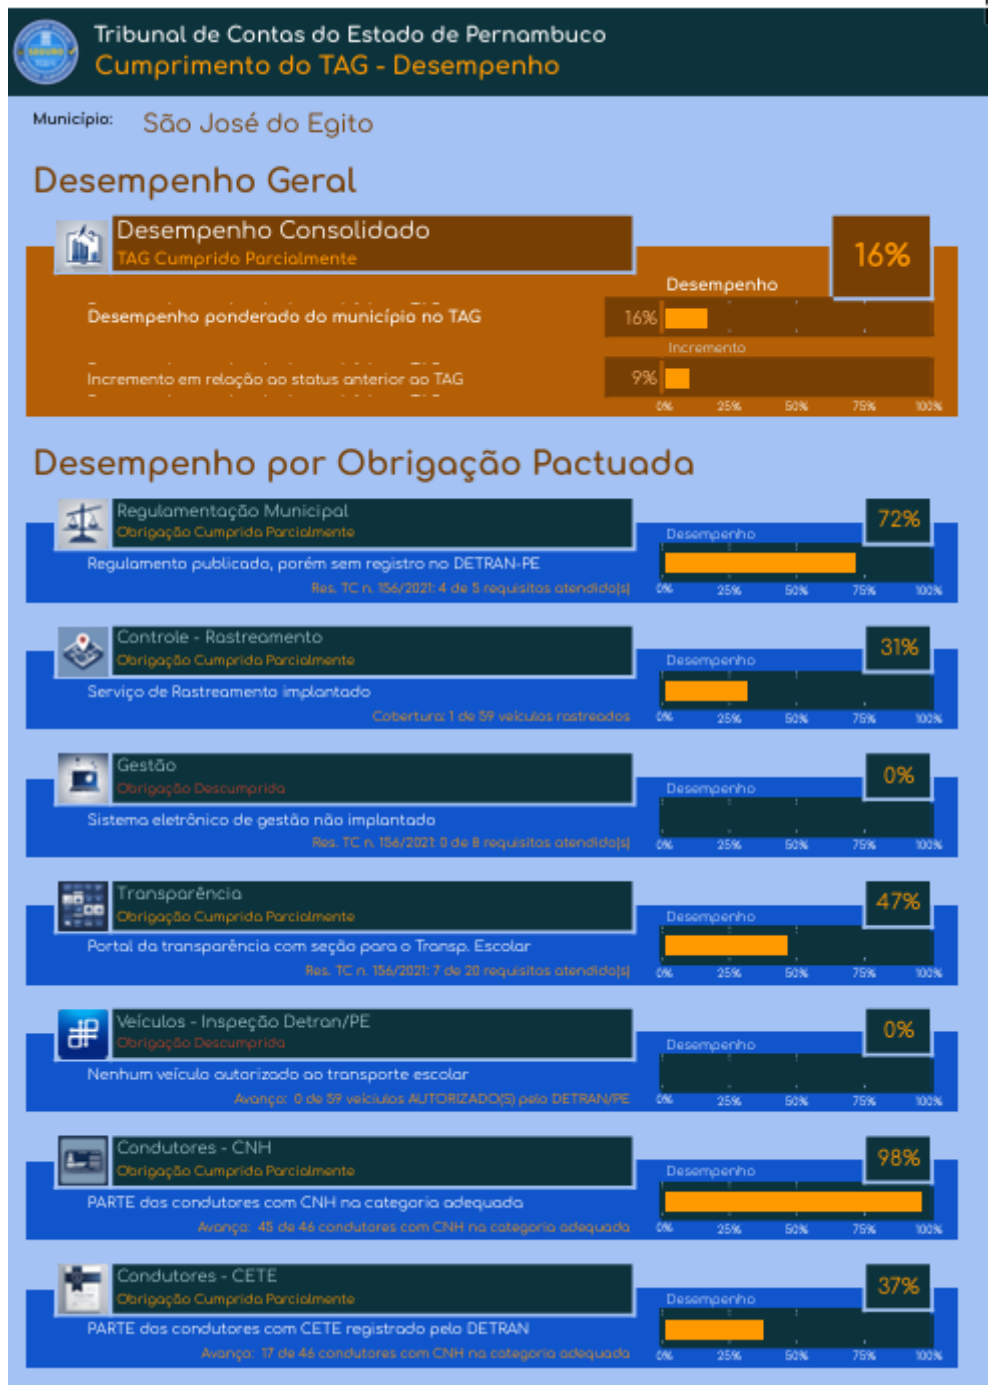 Tribunal de Contas do Estado de Pernambuco
Cumprimento do TAG - Desempenho
SEGURO
Município: São José do Egito
Desempenho Geral
Desempenho Consolidado
TAG Cumprido Parcialmente
16%
Desempenho
Desempenho ponderado do município no TAG
16%
Incremento
Incremento em relação ao status anterior ao TAG
9%
0% 25% 50% 75% 100%
Desempenho por Obrigação Pactuada
Regulamentação Municipal
Obrigação Cumprida Parcialmente
72%
Desempenho
Regulamento publicado, porém sem registro no DETRAN-PE
Res. TC n. 156/2021: 4 de 5 requisitos atendido(s)
0% 25% 50% 75% 100%
Controle - Rastreamento
Obrigação Cumprida Parcialmente
31%
Desempenho
Serviço de Rastreamento implantado
Cobertura: 1 de 59 veículos rastreados
0% 25% 50% 75% 100%
Gestão
Obrigação Descumprida
0%
Desempenho
Sistema eletrônico de gestão não implantado
Res. TC n. 156/2021: 0 de 8 requisitos atendido(s)
0% 25% 50% 75% 100%
Transparência
Obrigação Cumprida Parcialmente
47%
Desempenho
Portal da transparência com seção para o Transp. Escolar
Res. TC n. 156/2021: 7 de 20 requisitos atendido(s)
0% 25% 50% 75% 100%
Veículos - Inspeção Detran/PE
Obrigação Descumprida
0%
Desempenho
Nenhum veículo autorizado ao transporte escolar
Avanço: 0 de 59 veículos AUTORIZADO(S) pelo DETRAN/PE
0% 25% 50% 75% 100%
Condutores - CNH
Obrigação Cumprida Parcialmente
98%
Desempenho
PARTE dos condutores com CNH na categoria adequada
Avanço: 45 de 46 condutores com CNH na categoria adequada
0% 25% 50% 75% 100%
Condutores - CETE
Obrigação Cumprida Parcialmente
37%
Desempenho
PARTE dos condutores com CETE registrado pelo DETRAN
Avanço: 17 de 46 condutores com CNH na categoria adequada
0% 25% 50% 75% 100%